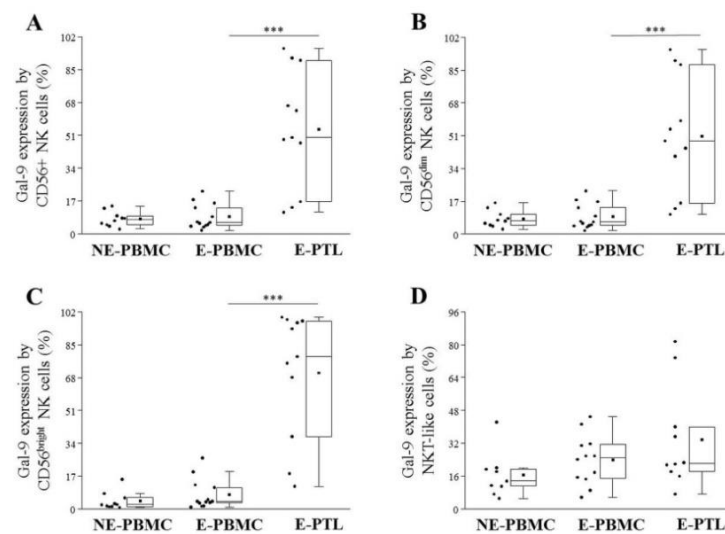 A
Gal-9 expression by
CD56+ NK cells (%)
102
85
68
51
34
17
0
***
NE-PBMC E-PBMC E-PTL
B
Gal-9 expression by
CD56dim NK cells (%)
102
85
68
51
34
17
0
***
NE-PBMC E-PBMC E-PTL
C
Gal-9 expression by
CD56bright NK cells (%)
102
85
68
51
34
17
0
***
NE-PBMC E-PBMC E-PTL
D
Gal-9 expression by
NKT-like cells (%)
96
80
64
48
32
16
0
NE-PBMC E-PBMC E-PTL